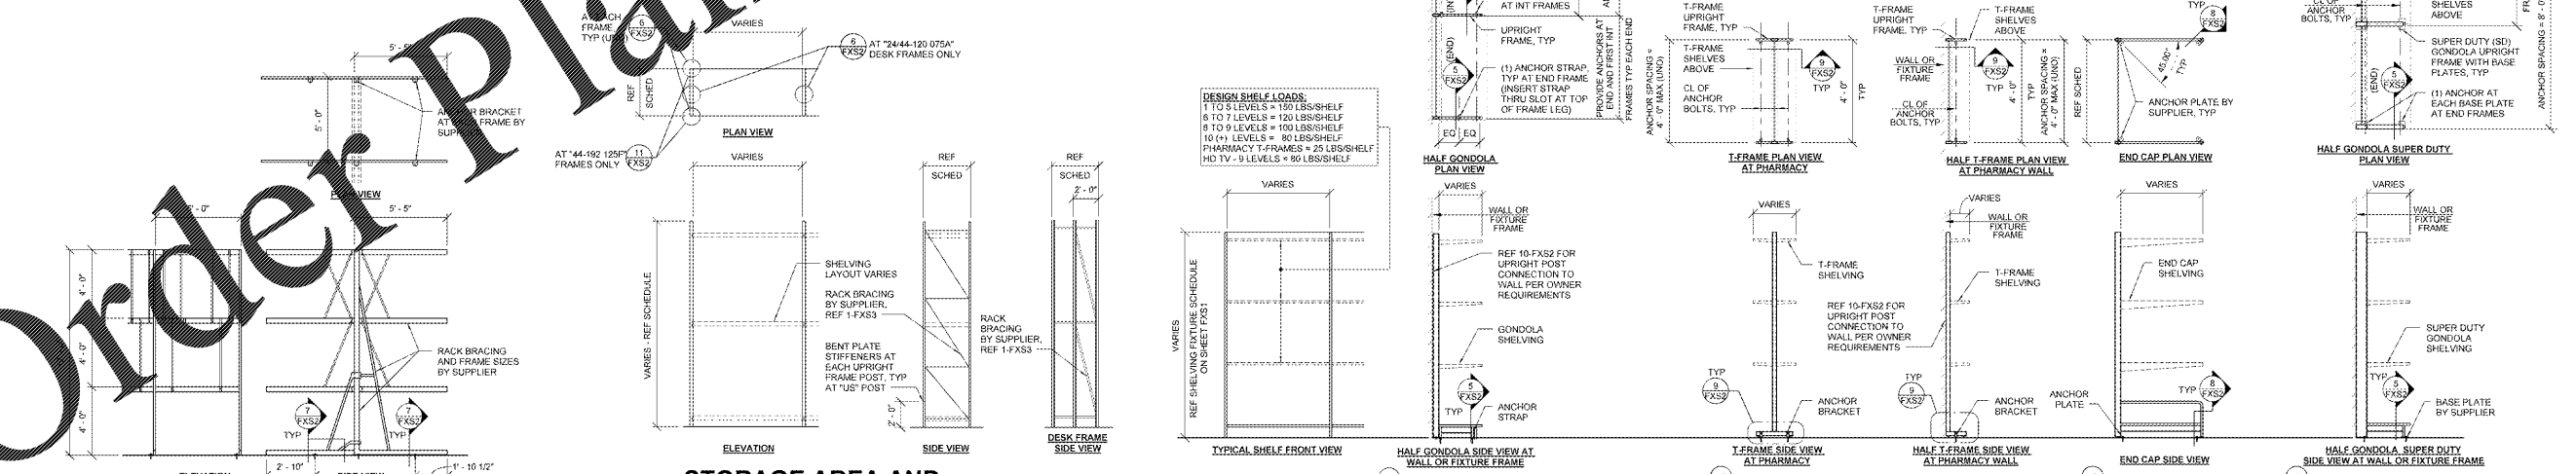 Order Plan
5' - 5"
5' - 0"
PLAN VIEW
5' - 5"
4' - 0"
4' - 0"
4' - 0"
RACK BRACING
AND FRAME SIZES
BY SUPPLIER
7
FXS2
TYP
7
FXS2
TYP
2' - 10"
1' - 10 1/2"
AT EACH
FRAME,
TYP (UNO)
6
FXS2
VARIES
6
FXS2
AT "24/44-120 075A"
DESK FRAMES ONLY
REF
SCHED
PLAN VIEW
AT "44-192 125F"
FRAMES ONLY
11
FXS2
VARIES
VARIES - REF SCHEDULE
SHELVING
LAYOUT VARIES
RACK BRACING
BY SUPPLIER,
REF 1-FXS3
BENT PLATE
STIFFENERS AT
EACH UPRIGHT
FRAME POST, TYP
AT "US" POST
2' - 0"
ELEVATION
REF
SCHED
SIDE VIEW
REF
SCHED
2' - 0"
RACK
BRACING
BY SUPPLIER,
REF 1-FXS3
DESK FRAME
SIDE VIEW
STORAGE AREA AND
DESIGN SHELF LOADS:
1 TO 5 LEVELS = 150 LBS/SHELF
6 TO 7 LEVELS = 120 LBS/SHELF
8 TO 9 LEVELS = 100 LBS/SHELF
10 (+) LEVELS = 80 LBS/SHELF
PHARMACY T-FRAMES = 25 LBS/SHELF
HD TV - 9 LEVELS = 80 LBS/SHELF
VARIES
VARIES
REF SHELVING FIXTURE SCHEDULE
ON SHEET FXS1
TYPICAL SHELF FRONT VIEW
AT INT FRAMES
UPRIGHT
FRAME, TYP
(END)
5
FXS2
(1) ANCHOR STRAP,
TYP AT END FRAME
(INSERT STRAP
THRU SLOT AT TOP
OF FRAME LEG)
EQ
EQ
PROVIDE ANCHORS AT
END AND FIRST INT
FRAMES TYP EACH END
HALF GONDOLA
PLAN VIEW
VARIES
WALL OR
FIXTURE
FRAME
REF 10-FXS2 FOR
UPRIGHT POST
CONNECTION TO
WALL PER OWNER
REQUIREMENTS
GONDOLA
SHELVING
5
FXS2
TYP
ANCHOR
STRAP
HALF GONDOLA SIDE VIEW AT
WALL OR FIXTURE FRAME
T-FRAME
UPRIGHT
FRAME, TYP
T-FRAME
SHELVES
ABOVE
CL OF
ANCHOR
BOLTS, TYP
ANCHOR SPACING =
4' - 0" MAX (UNO)
9
FXS2
TYP
4' - 0"
TYP
T-FRAME PLAN VIEW
AT PHARMACY
VARIES
T-FRAME
SHELVING
TYP
9
FXS2
ANCHOR
BRACKET
T-FRAME SIDE VIEW
AT PHARMACY
T-FRAME
UPRIGHT
FRAME, TYP
T-FRAME
SHELVES
ABOVE
WALL OR
FIXTURE
FRAME
CL OF
ANCHOR
BOLTS, TYP
9
FXS2
TYP
4' - 0"
TYP
ANCHOR SPACING =
4' - 0" MAX (UNO)
HALF T-FRAME PLAN VIEW
AT PHARMACY WALL
VARIES
WALL OR
FIXTURE
FRAME
T-FRAME
SHELVING
REF 10-FXS2 FOR
UPRIGHT POST
CONNECTION TO
WALL PER OWNER
REQUIREMENTS
TYP
9
FXS2
ANCHOR
BRACKET
HALF T-FRAME SIDE VIEW
AT PHARMACY WALL
TYP
8
FXS2
45.00°
TYP
REF SCHED
ANCHOR PLATE BY
SUPPLIER, TYP
END CAP PLAN VIEW
VARIES
END CAP
SHELVING
ANCHOR
PLATE
8
FXS2
TYP
END CAP SIDE VIEW
CL OF
ANCHOR
BOLTS, TYP
SHELVES
ABOVE
SUPER DUTY (SD)
GONDOLA UPRIGHT
FRAME WITH BASE
PLATES, TYP
(END)
5
FXS2
(1) ANCHOR AT
EACH BASE PLATE
AT END FRAMES
HALF GONDOLA SUPER DUTY
PLAN VIEW
VARIES
WALL OR
FIXTURE
FRAME
SUPER DUTY
GONDOLA
SHELVING
TYP
5
FXS2
BASE PLATE
BY SUPPLIER
HALF GONDOLA SUPER DUTY
SIDE VIEW AT WALL OR FIXTURE FRAME